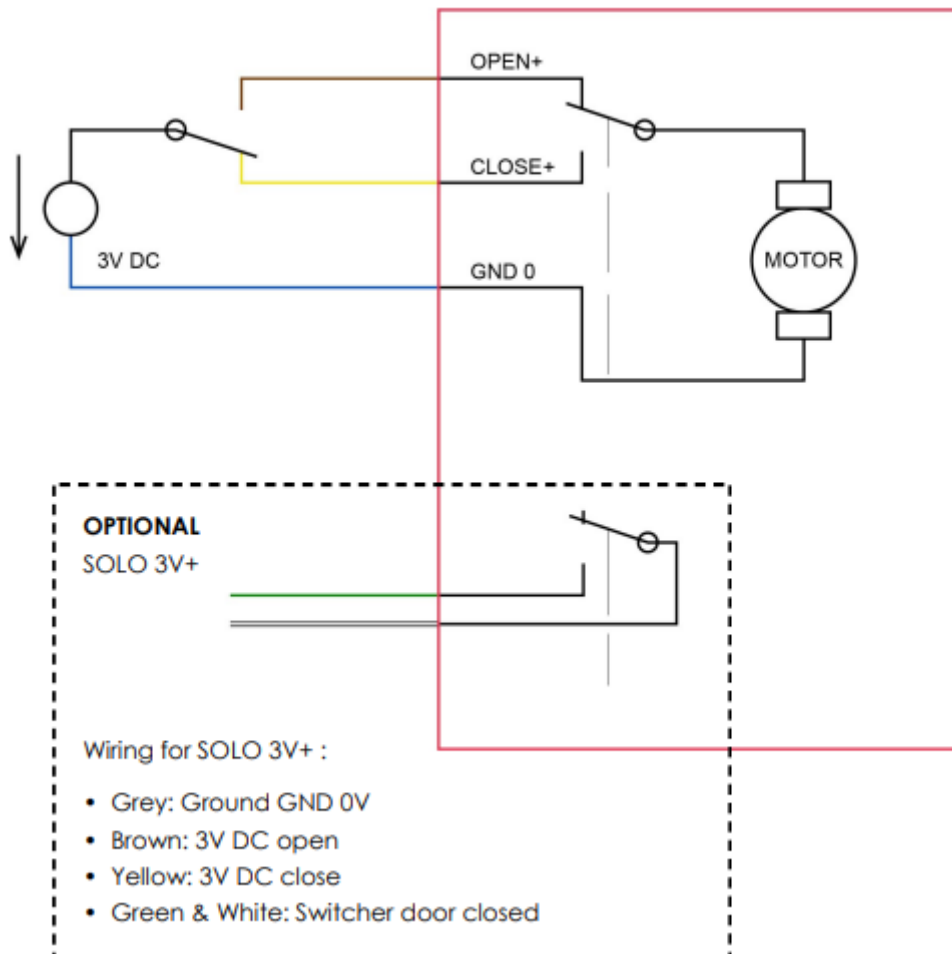 OPEN+
CLOSE+
3V DC
GND 0
MOTOR
OPTIONAL
SOLO 3V+
Wiring for SOLO 3V+ :
• Grey: Ground GND 0V
• Brown: 3V DC open
• Yellow: 3V DC close
• Green & White: Switcher door closed